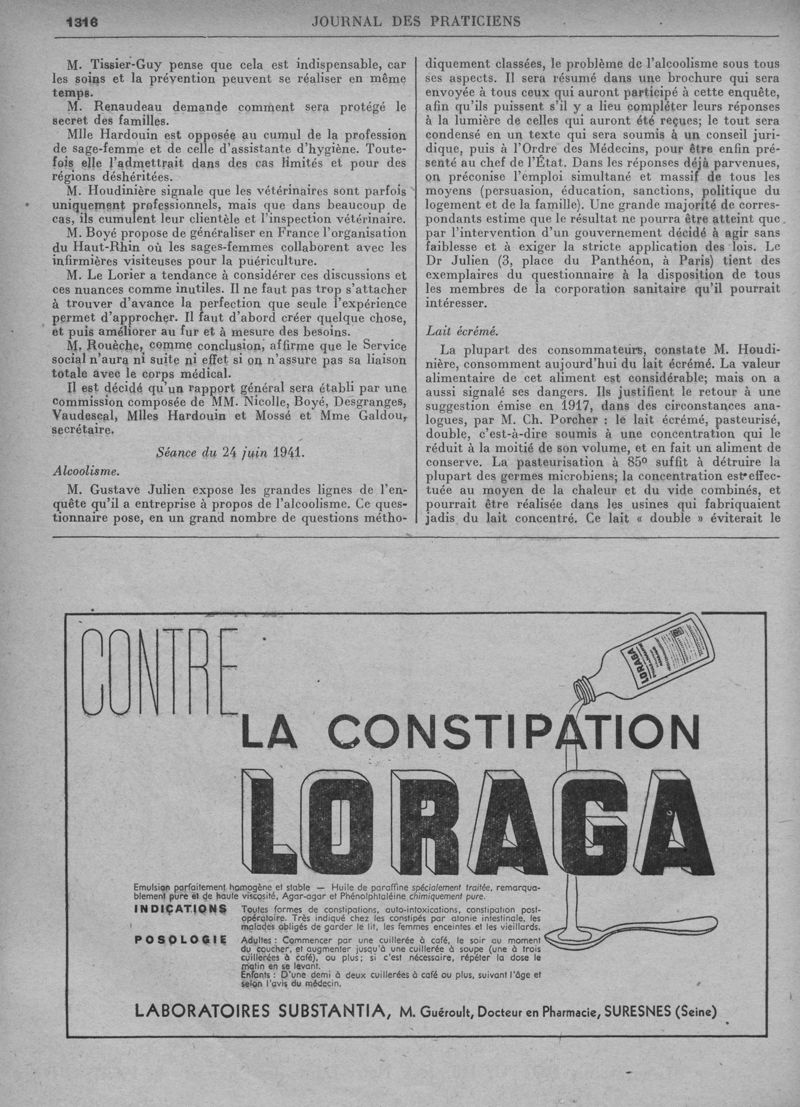 1316
JOURNAL DES PRATICIENS
M. Tissier-Guy pense que cela est indispensable, car
les soins et la prévention peuvent se réaliser en même
temps.
M. Renaudeau demande comment sera protégé le
secret des familles.
Mlle Hardouin est opposée au cumul de la profession
de sage-femme et de celle d'assistante d'hygiène. Toute-
fois elle l'admettrait dans des cas limités et pour des
régions déshéritées.
M. Houdinière signale que les vétérinaires sont parfois
uniquement professionnels, mais que dans beaucoup de
cas, ils cumulent leur clientèle et l'inspection vétérinaire.
M. Boyé propose de généraliser en France l'organisation
du Haut-Rhin où les sages-femmes collaborent avec les
infirmières visiteuses pour la puériculture.
M. Le Lorier a tendance à considérer ces discussions et
ces nuances comme inutiles. Il ne faut pas trop s'attacher
à trouver d'avance la perfection que seule l'expérience
permet d'approcher. Il faut d'abord créer quelque chose,
et puis améliorer au fur et à mesure des besoins.
M. Rouèche, comme conclusion, affirme que le Service
social n'aura ni suite ni effet si on n'assure pas sa liaison
totale avec le corps médical.
Il est décidé qu'un rapport général sera établi par une
commission composée de MM. Nicolle, Boyé, Desgranges,
Vaudescal, Mlles Hardouin et Mossé et Mme Galdou,
secrétaire.
Séance du 24 juin 1941.
Alcoolisme.
M. Gustave Julien expose les grandes lignes de l'en-
quête qu'il a entreprise à propos de l'alcoolisme. Ce ques-
tionnaire pose, en un grand nombre de questions métho-
diquement classées, le problème de l'alcoolisme sous tous
ses aspects. Il sera résumé dans une brochure qui sera
envoyée à tous ceux qui auront participé à cette enquête,
afin qu'ils puissent s'il y a lieu compléter leurs réponses
à la lumière de celles qui auront été reçues; le tout sera
condensé en un texte qui sera soumis à un conseil juri-
dique, puis à l'Ordre des Médecins, pour être enfin pré-
senté au chef de l'État. Dans les réponses déjà parvenues,
on préconise l'emploi simultané et massif de tous les
moyens (persuasion, éducation, sanctions, politique du
logement et de la famille). Une grande majorité de corres-
pondants estime que le résultat ne pourra être atteint que
par l'intervention d'un gouvernement décidé à agir sans
faiblesse et à exiger la stricte application des lois. Le
Dr Julien (3, place du Panthéon, à Paris) tient des
exemplaires du questionnaire à la disposition de tous
les membres de la corporation sanitaire qu'il pourrait
intéresser.
Lait écrémé.
La plupart des consommateurs, constate M. Houdi-
nière, consomment aujourd'hui du lait écrémé. La valeur
alimentaire de cet aliment est considérable; mais on a
aussi signalé ses dangers. Ils justifient le retour à une
suggestion émise en 1917, dans des circonstances ana-
logues, par M. Ch. Porcher : le lait écrémé, pasteurisé,
double, c'est-à-dire soumis à une concentration qui le
réduit à la moitié de son volume, et en fait un aliment de
conserve. La pasteurisation à 85º suffit à détruire la
plupart des germes microbiens; la concentration est effec-
tuée au moyen de la chaleur et du vide combinés, et
pourrait être réalisée dans les usines qui fabriquaient
jadis du lait concentré. Ce lait « double » éviterait le
CONTRE
LORAGA
LA CONSTIPATION
LORAGA
Emulsion parfaitement homogène et stable — Huile de paraffine spécialement traitée, remarqua-
blement pure et de haute viscosité, Agar-agar et Phénolphtaléine chimiquement pure.
INDICATIONS Toutes formes de constipations, auto-intoxications, constipation post-
opératoire. Très indiqué chez les constipés par atonie intestinale, les
malades obligés de garder le lit, les femmes enceintes et les vieillards.
POSOLOGIE Adultes : Commencer par une cuillerée à café, le soir au moment
du coucher, et augmenter jusqu'à une cuillerée à soupe (une à trois
cuillerées à café), ou plus; si c'est nécessaire, répéter la dose le
matin en se levant.
Enfants : D'une demi à deux cuillerées à café ou plus, suivant l'âge et
selon l'avis du médecin.
LABORATOIRES SUBSTANTIA, M. Guéroult, Docteur en Pharmacie, SURESNES (Seine)